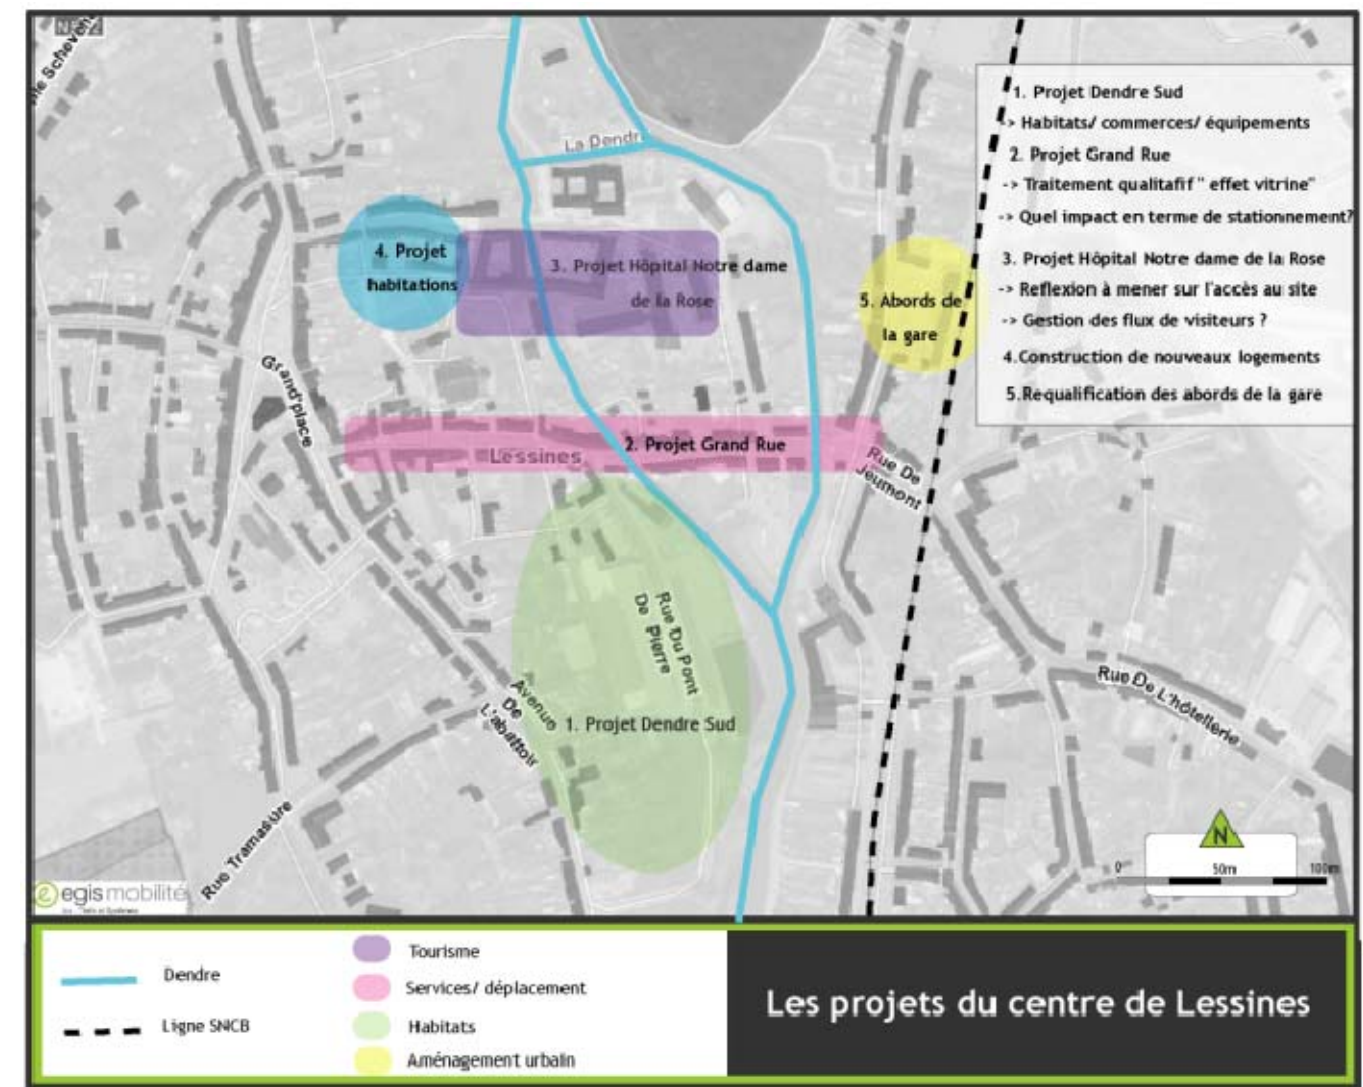 La Dendr
1. Projet Dendre Sud
-> Habitats/ commerces/ équipements
2. Projet Grand Rue
-> Traitement qualitafif " effet vitrine"
-> Quel impact en terme de stationnement?
3. Projet Hôpital Notre dame de la Rose
-> Reflexion à mener sur l'accès au site
-> Gestion des flux de visiteurs ?
4.Construction de nouveaux logements
5.Requalification des abords de la gare
4. Projet
habitations
3. Projet Hôpital Notre dame
de la Rose
5. Abords de
la gare
Grand'place
2. Projet Grand Rue
Lessines
Rue De
Jeumont
Rue Du Pont
De Pierre
Avenue
De
L'abattoir
1. Projet Dendre Sud
Rue De L'hôtellerie
Rue Tramasure
N
0 50m 100m
egis mobilité
Dendre
Ligne SNCB
Tourisme
Services/ déplacement
Habitats
Aménagement urbain
Les projets du centre de Lessines